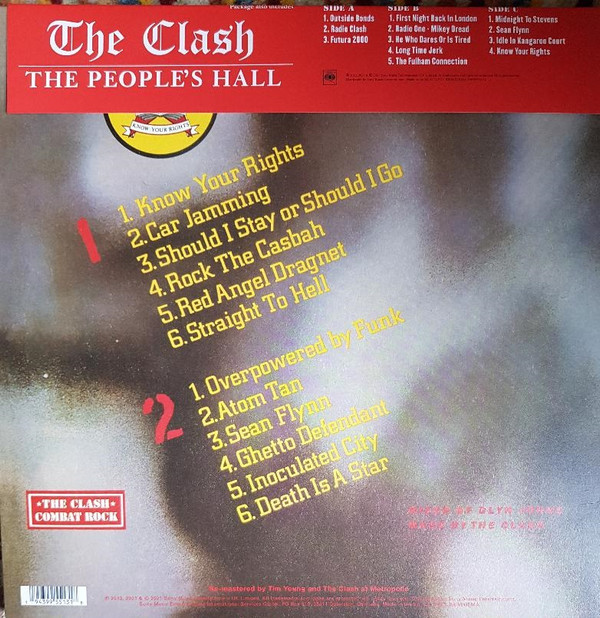 Package also includes
The Clash
THE PEOPLE'S HALL
SIDE A
1. Outside Bonds
2. Radio Clash
3. Futura 2000
SIDE B
1. First Night Back In London
2. Radio One - Mikey Dread
3. He Who Dares Or Is Tired
4. Long Time Jerk
5. The Fulham Connection
SIDE C
1. Midnight To Stevens
2. Sean Flynn
3. Idle In Kangaroo Court
4. Know Your Rights
KNOW YOUR RIGHTS
1
1. Know Your Rights
2. Car Jamming
3. Should I Stay or Should I Go
4. Rock The Casbah
5. Red Angel Dragnet
6. Straight To Hell
2
1. Overpowered by Funk
2. Atom Tan
3. Sean Flynn
4. Ghetto Defendant
5. Inoculated City
6. Death Is A Star
THE CLASH
COMBAT ROCK
BY THE
Re-mastered by Tim Young and The Clash at Metropolis